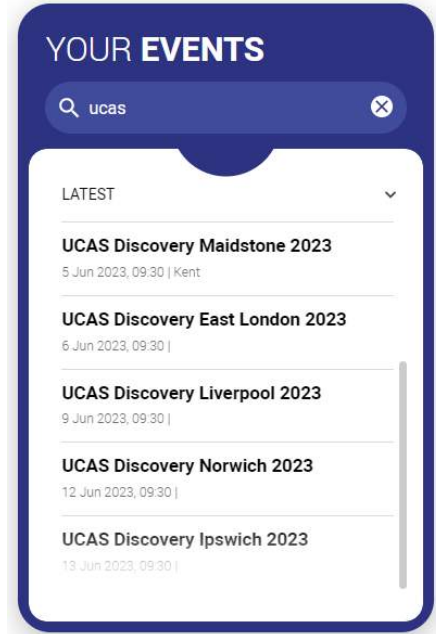 YOUR EVENTS
ucas
LATEST
UCAS Discovery Maidstone 2023
5 Jun 2023, 09:30 | Kent
UCAS Discovery East London 2023
6 Jun 2023, 09:30 |
UCAS Discovery Liverpool 2023
9 Jun 2023, 09:30 |
UCAS Discovery Norwich 2023
12 Jun 2023, 09:30 |
UCAS Discovery Ipswich 2023
13 Jun 2023, 09:30 |